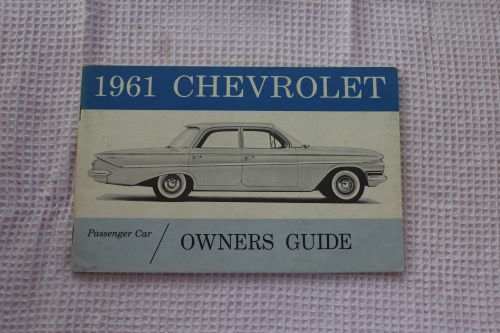 1961 CHEVROLET
Passenger Car / OWNERS GUIDE